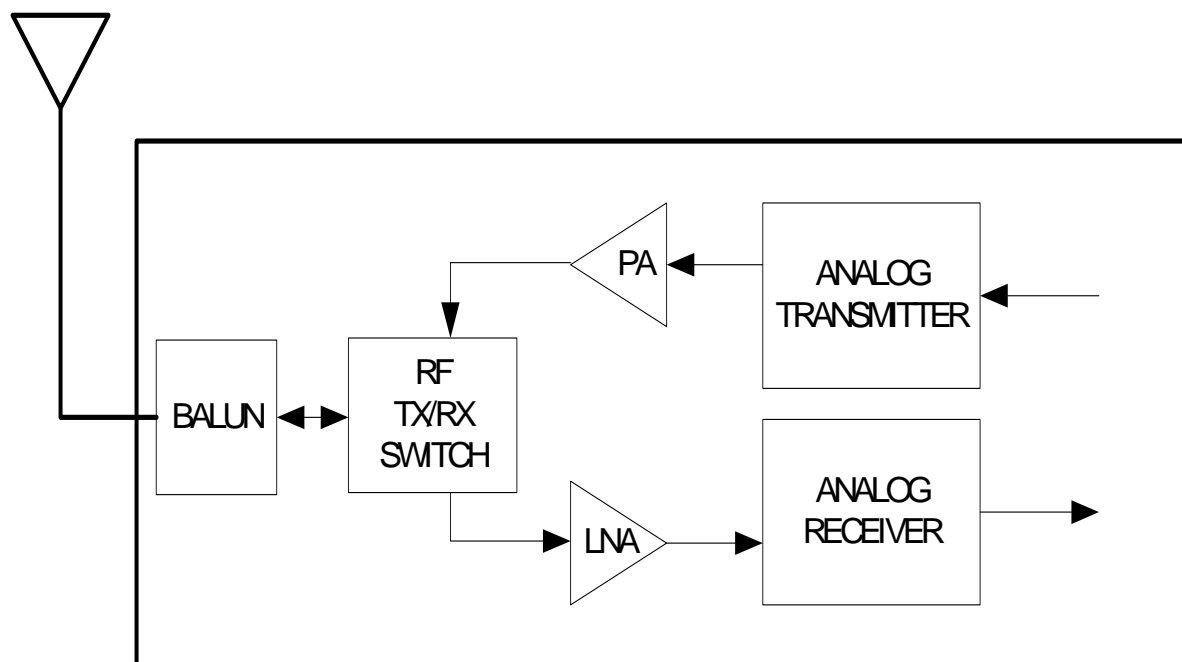 PA
ANALOG
TRANSMITTER
BALUN
RF
TX/RX
SWITCH
LNA
ANALOG
RECEIVER